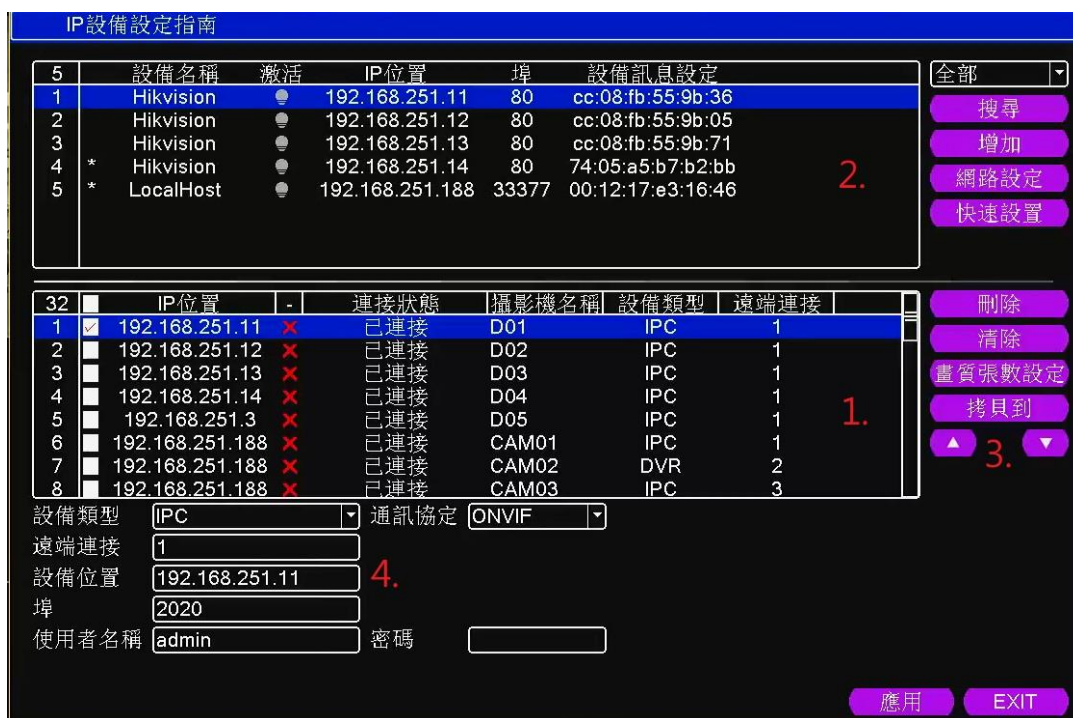 IP設備設定指南
5 設備名稱 激活 IP位置 埠 設備訊息設定 全部
1 Hikvision 192.168.251.11 80 cc:08:fb:55:9b:36 搜尋
2 Hikvision 192.168.251.12 80 cc:08:fb:55:9b:05
3 Hikvision 192.168.251.13 80 cc:08:fb:55:9b:71 增加
4 * Hikvision 192.168.251.14 80 74:05:a5:b7:b2:bb 2. 網路設定
5 * LocalHost 192.168.251.188 33377 00:12:17:e3:16:46
快速設置
32 IP位置 - 連接狀態 攝影機名稱 設備類型 遠端連接 刪除
1 192.168.251.11 已連接 D01 IPC 1
2 192.168.251.12 已連接 D02 IPC 1 清除
3 192.168.251.13 已連接 D03 IPC 1 畫質張數設定
4 192.168.251.14 已連接 D04 IPC 1 拷貝到
5 192.168.251.3 已連接 D05 IPC 1 1.
6 192.168.251.188 已連接 CAM01 IPC 1 3.
7 192.168.251.188 已連接 CAM02 DVR 2
8 192.168.251.188 已連接 CAM03 IPC 3
設備類型 IPC 通訊協定 ONVIF
遠端連接 1
設備位置 192.168.251.11 4.
埠 2020
使用者名稱 admin 密碼
應用 EXIT